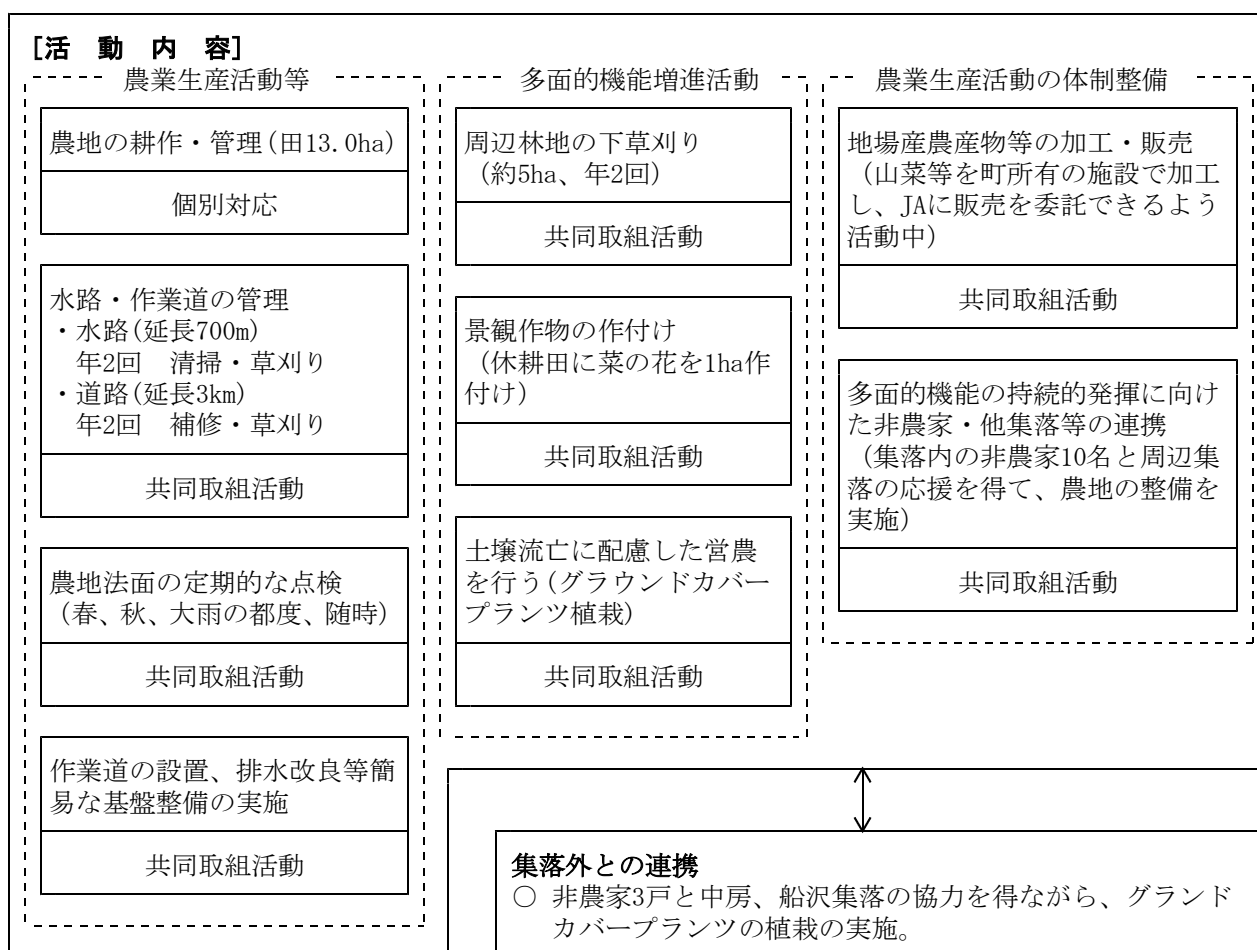 [活 動 内 容]
農業生産活動等
農地の耕作・管理(田13.0ha)
個別対応
水路・作業道の管理
・水路(延長700m)
年2回 清掃・草刈り
・道路(延長3km)
年2回 補修・草刈り
共同取組活動
農地法面の定期的な点検
(春、秋、大雨の都度、随時)
共同取組活動
作業道の設置、排水改良等簡
易な基盤整備の実施
共同取組活動
多面的機能増進活動
周辺林地の下草刈り
(約5ha、年2回)
共同取組活動
景観作物の作付け
(休耕田に菜の花を1ha作
付け)
共同取組活動
土壌流亡に配慮した営農
を行う(グラウンドカバー
プランツ植栽)
共同取組活動
農業生産活動の体制整備
地場産農産物等の加工・販売
(山菜等を町所有の施設で加工
し、JAに販売を委託できるよう
活動中)
共同取組活動
多面的機能の持続的発揮に向け
た非農家・他集落等の連携
(集落内の非農家10名と周辺集
落の応援を得て、農地の整備を
実施)
共同取組活動
集落外との連携
○ 非農家3戸と中房、船沢集落の協力を得ながら、グランド
カバープランツの植栽の実施。